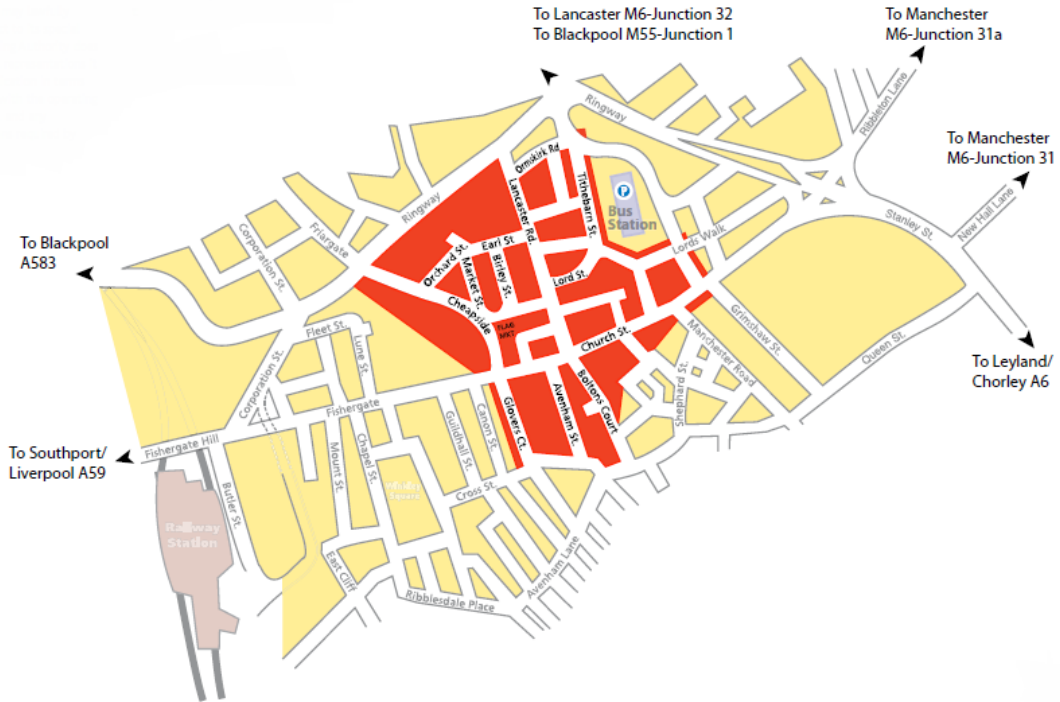 To Lancaster M6-Junction 32
To Blackpool M55-Junction 1
To Manchester
M6-Junction 31a
Ringway
Ribbleton Lane
To Manchester
M6-Junction 31
Ormskirk Rd
Lancaster Rd.
Tithebarn St.
P
Bus
Station
Ringway
Friargate
Corporation St.
Stanley St.
New Hall Lane
Lords Walk
To Blackpool
A583
Orchard St.
Earl St
Market St.
Birley St.
Lord St.
Cheapside
FLAG
MKT
Church St.
Manchester Road
Grimshaw St.
Queen St.
Fleet St.
Lune St.
To Leyland/
Chorley A6
Corporation St.
Fishergate
Glovers Ct.
Avenham St.
Boltons Court
Shepherd St.
Guildhall St.
Canon St.
Fishergate Hill
To Southport/
Liverpool A59
Mount St.
Chapel St.
Butler St.
Square
Cross St.
Railway
Station
East Cliff
Avenham Lane
Ribblesdale Place